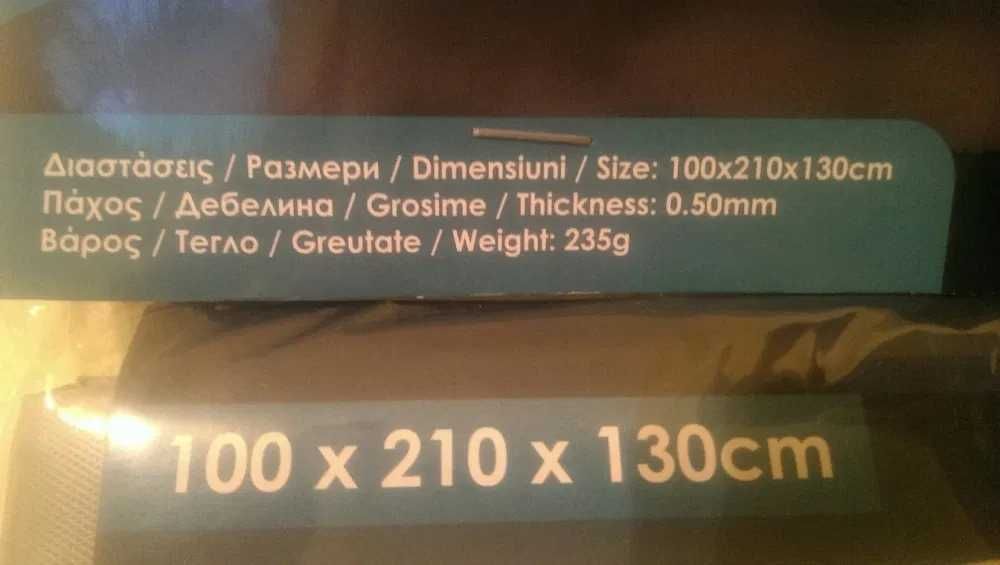 Διαστάσεις / Размери / Dimensiuni / Size: 100x210x130cm
Πάχος / Дебелина / Grosime / Thickness: 0.50mm
Βάρος / Тегло / Greutate / Weight: 235g
100 x 210 x 130cm